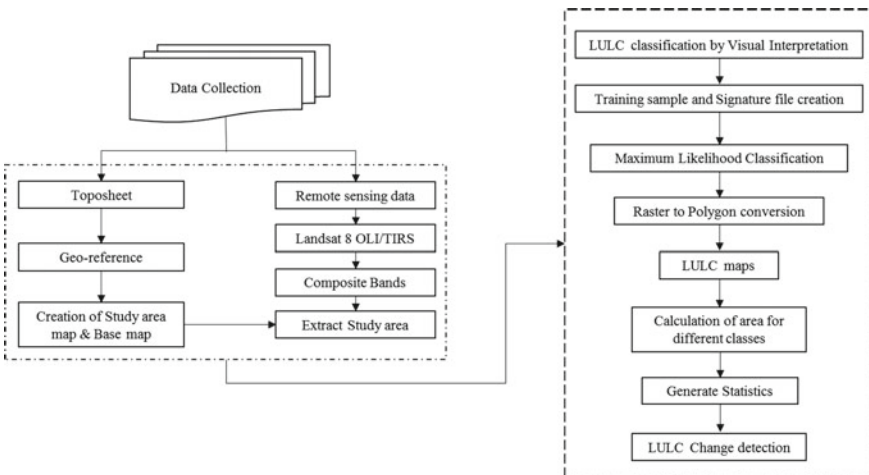 Data Collection
Toposheet
Geo-reference
Creation of Study area
map & Base map
Remote sensing data
Landsat 8 OLI/TIRS
Composite Bands
Extract Study area
LULC classification by Visual Interpretation
Training sample and Signature file creation
Maximum Likelihood Classification
Raster to Polygon conversion
LULC maps
Calculation of area for
different classes
Generate Statistics
LULC Change detection